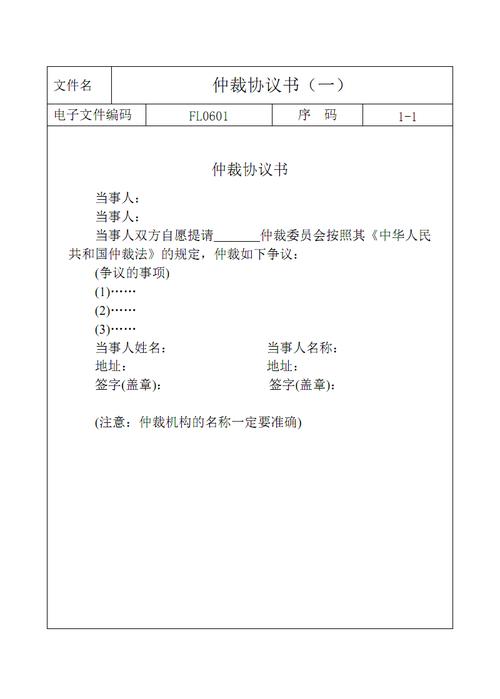 文件名 仲裁协议书（一）
电子文件编码 FL0601 序 码 1-1
仲裁协议书
当事人：
当事人：
当事人双方自愿提请_______仲裁委员会按照其《中华人民
共和国仲裁法》的规定，仲裁如下争议：
(争议的事项)
(1)……
(2)……
(3)……
当事人姓名： 当事人名称：
地址： 地址：
签字(盖章)： 签字(盖章)：
(注意：仲裁机构的名称一定要准确)